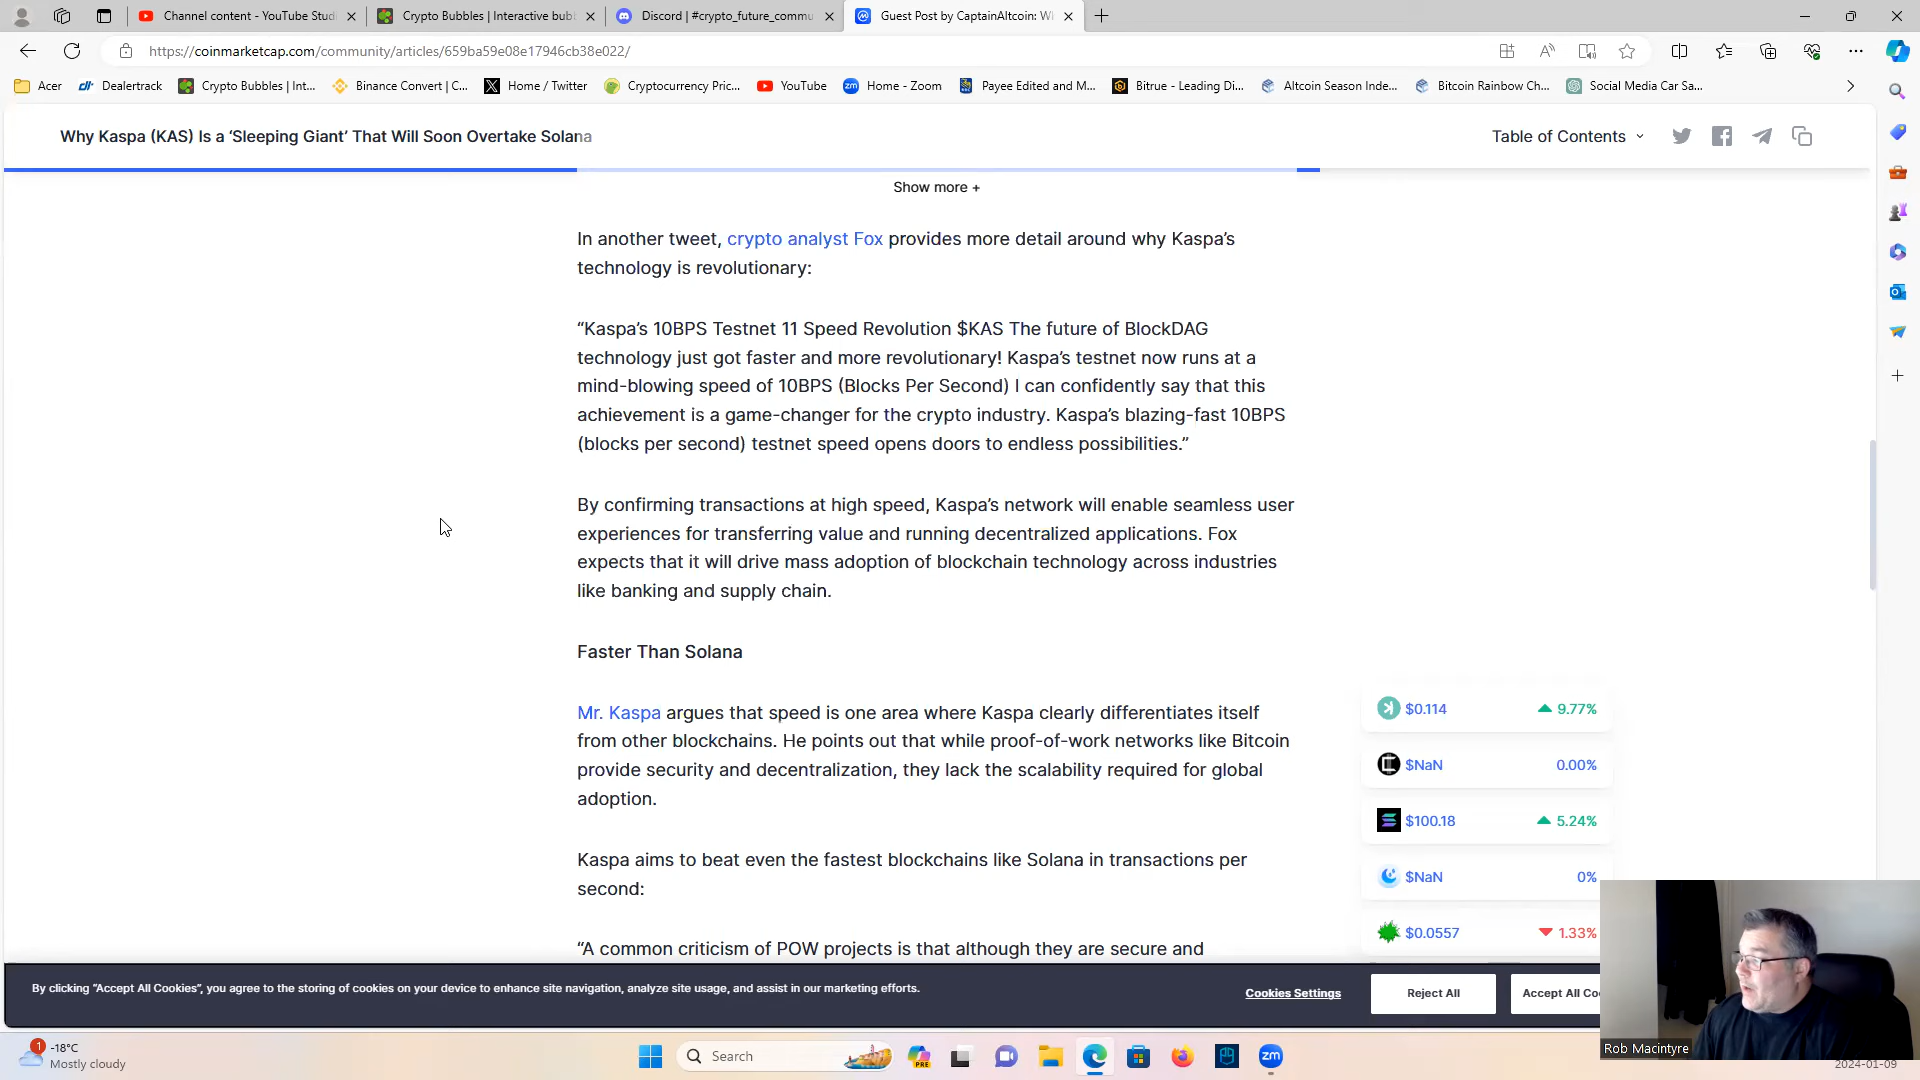 Channel content - YouTube Studi
Crypto Bubbles | Interactive bubb
Discord | #crypto_future_commu
Guest Post by CaptainAltcoin: Wh
https://coinmarketcap.com/community/articles/659ba59e08e17946cb38e022/
Acer
Dealertrack
Crypto Bubbles | Int...
Binance Convert | C...
Home / Twitter
Cryptocurrency Pric...
YouTube
Home - Zoom
Payee Edited and M...
Bitrue - Leading Di...
Altcoin Season Inde...
Bitcoin Rainbow Ch...
Social Media Car Sa...
Why Kaspa (KAS) Is a ‘Sleeping Giant’ That Will Soon Overtake Solana
Table of Contents
Show more +
In another tweet, crypto analyst Fox provides more detail around why Kaspa’s
technology is revolutionary:
“Kaspa’s 10BPS Testnet 11 Speed Revolution $KAS The future of BlockDAG
technology just got faster and more revolutionary! Kaspa’s testnet now runs at a
mind-blowing speed of 10BPS (Blocks Per Second) I can confidently say that this
achievement is a game-changer for the crypto industry. Kaspa’s blazing-fast 10BPS
(blocks per second) testnet speed opens doors to endless possibilities.”
By confirming transactions at high speed, Kaspa’s network will enable seamless user
experiences for transferring value and running decentralized applications. Fox
expects that it will drive mass adoption of blockchain technology across industries
like banking and supply chain.
Faster Than Solana
Mr. Kaspa argues that speed is one area where Kaspa clearly differentiates itself
from other blockchains. He points out that while proof-of-work networks like Bitcoin
provide security and decentralization, they lack the scalability required for global
adoption.
Kaspa aims to beat even the fastest blockchains like Solana in transactions per
second:
“A common criticism of POW projects is that although they are secure and
$0.114 9.77%
$NaN 0.00%
$100.18 5.24%
$NaN 0%
$0.0557 1.33%
By clicking “Accept All Cookies”, you agree to the storing of cookies on your device to enhance site navigation, analyze site usage, and assist in our marketing efforts.
Cookies Settings
Reject All
Accept All Co
Rob Macintyre
1
-18°C
Mostly cloudy
Search
PRE
zm
2024-01-09